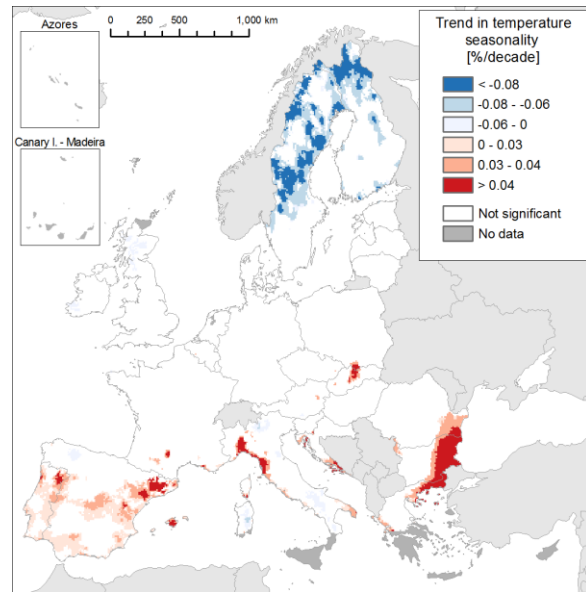 Azores
0 250 500 1,000 km
Canary I. - Madeira
Trend in temperature
seasonality
[%/decade]
< -0.08
-0.08 - -0.06
-0.06 - 0
0 - 0.03
0.03 - 0.04
> 0.04
Not significant
No data